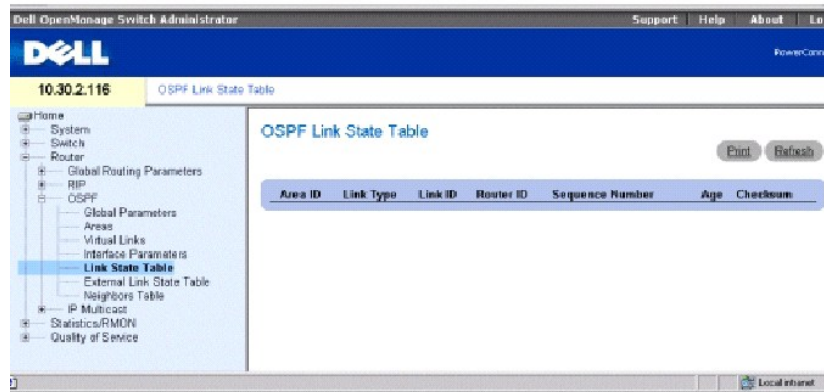 Dell OpenManage Switch Administrator
Support Help About Lo
DELL
PowerConn
10.30.2.116 OSPF Link State Table
Home
System
Switch
Router
Global Routing Parameters
RIP
OSPF
Global Parameters
Areas
Virtual Links
Interface Parameters
Link State Table
External Link State Table
Neighbors Table
IP Multicast
Statistics/RMON
Quality of Service
OSPF Link State Table
Print Refresh
Area ID Link Type Link ID Router ID Sequence Number Age Checksum
Local intranet